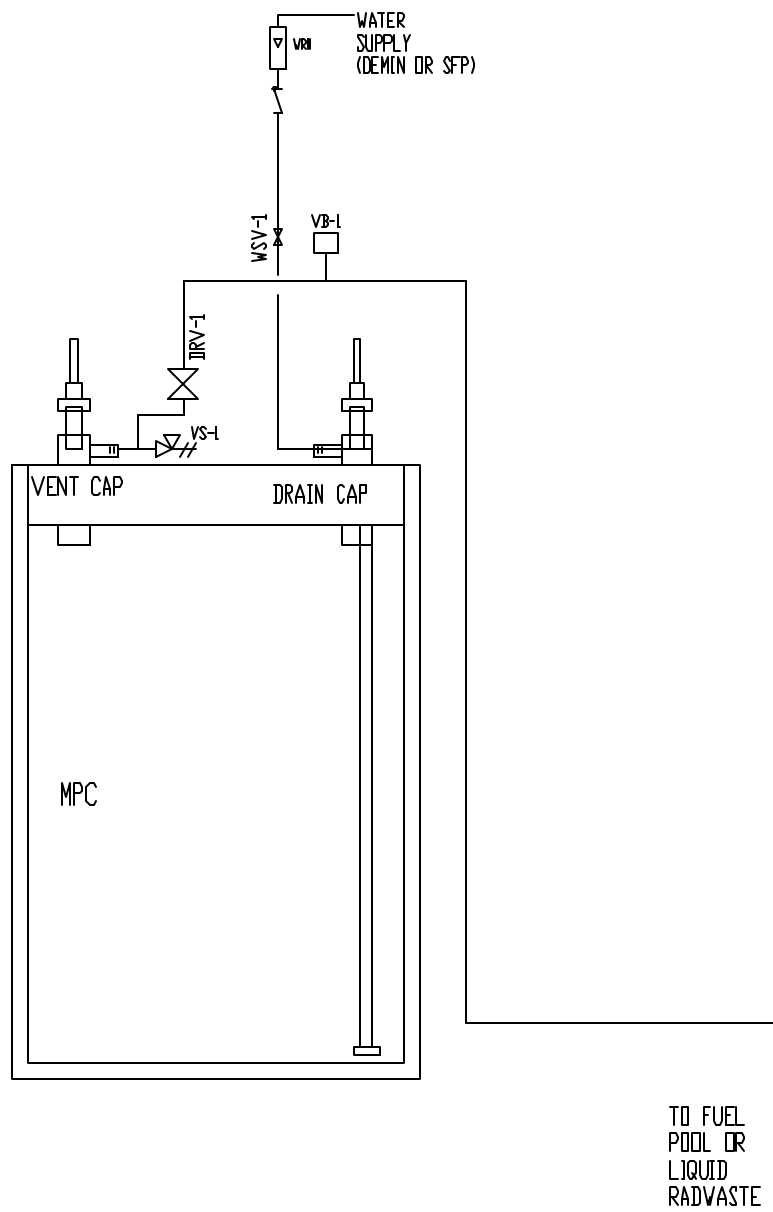 WATER
SUPPLY
(DEMIN OR SFP)
WSV-1
VB-1
DRV-1
VS-1
VENT CAP
DRAIN CAP
MPC
TO FUEL
POOL OR
LIQUID
RADWASTE